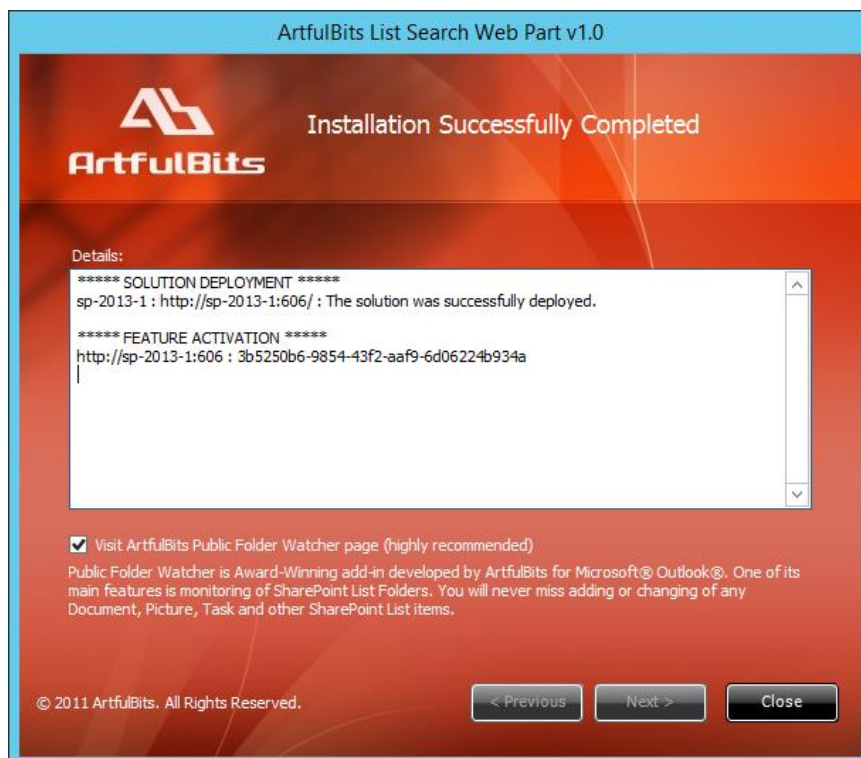 ArtfulBits List Search Web Part v1.0
Installation Successfully Completed
ArtfulBits
Details:
***** SOLUTION DEPLOYMENT *****
sp-2013-1 : http://sp-2013-1:606/ : The solution was successfully deployed.
***** FEATURE ACTIVATION *****
http://sp-2013-1:606 : 3b5250b6-9854-43f2-aaf9-6d06224b934a
Visit ArtfulBits Public Folder Watcher page (highly recommended)
Public Folder Watcher is Award-Winning add-in developed by ArtfulBits for Microsoft® Outlook®. One of its
main features is monitoring of SharePoint List Folders. You will never miss adding or changing of any
Document, Picture, Task and other SharePoint List items.
© 2011 ArtfulBits. All Rights Reserved.
< Previous
Next >
Close